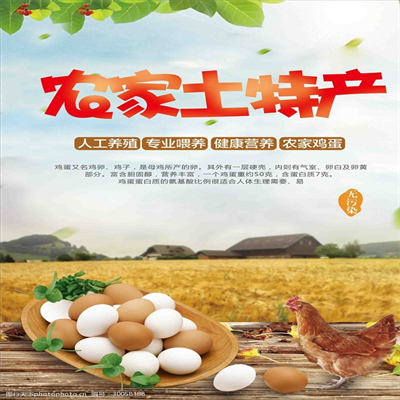 农家土特产
人工养殖 专业喂养 健康营养 农家鸡蛋
鸡蛋又名鸡卵、鸡子，是母鸡所产的卵。其外有一层硬壳，内则有气室、卵白及卵黄
部分。富含胆固醇，营养丰富，一个鸡蛋重约50克，含蛋白质7克。
鸡蛋蛋白质的氨基酸比例很适合人体生理需要、易
无污染